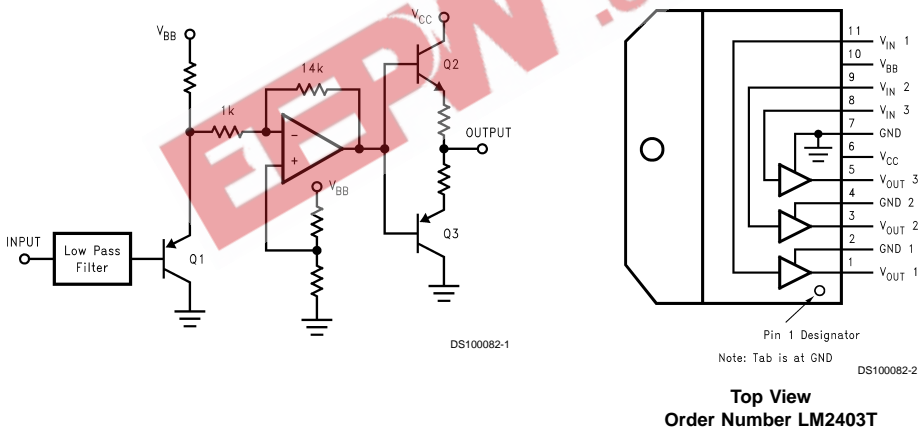 V_BB
14k
1k
V_CC
Q2
OUTPUT
V_BB
Q3
INPUT
Low Pass
Filter
Q1
DS100082-1
EEPW.
11 V_IN 1
10 V_BB
9 V_IN 2
8 V_IN 3
7 GND
6 V_CC
5 V_OUT 3
4 GND 2
3 V_OUT 2
2 GND 1
1 V_OUT 1
Pin 1 Designator
Note: Tab is at GND
DS100082-2
Top View
Order Number LM2403T